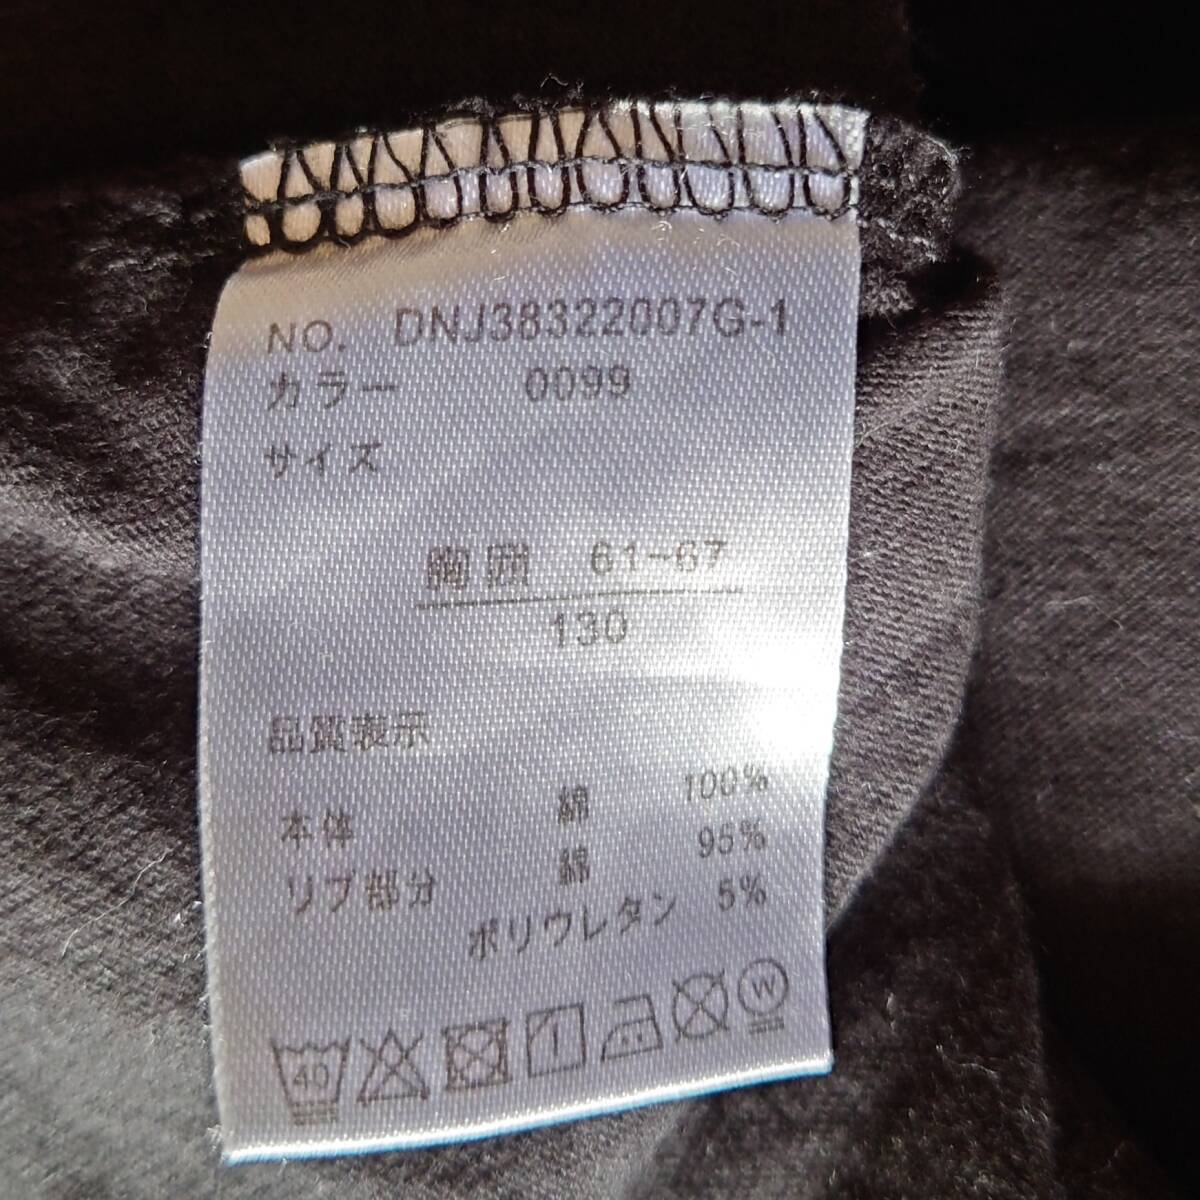 NO. DNJ38322007G-1
カラー 0099
サイズ
胸囲 61~67
130
品質表示
本体 綿 100%
リブ部分 綿 95%
ポリウレタン 5%
40
W